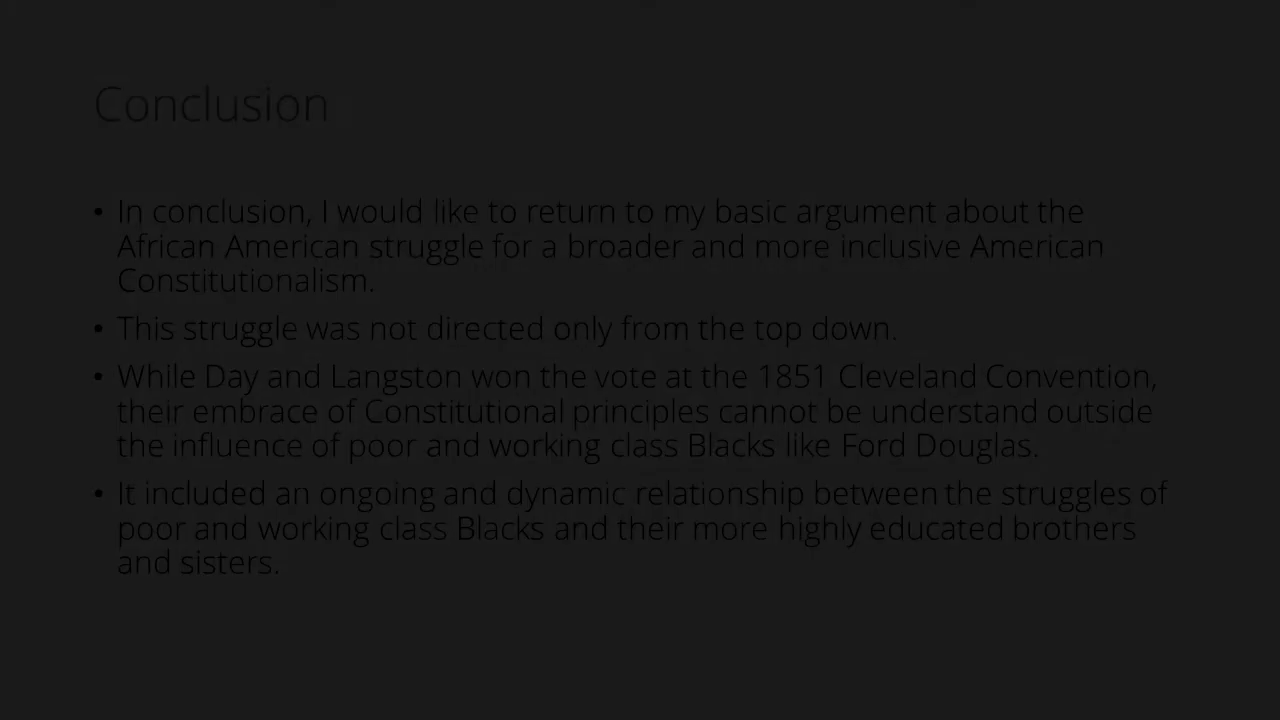 Conclusion
• In conclusion, I would like to return to my basic argument about the
African American struggle for a broader and more inclusive American
Constitutionalism.
• This struggle was not directed only from the top down.
• While Day and Langston won the vote at the 1851 Cleveland Convention,
their embrace of Constitutional principles cannot be understand outside
the influence of poor and working class Blacks like Ford Douglas.
• It included an ongoing and dynamic relationship between the struggles of
poor and working class Blacks and their more highly educated brothers
and sisters.